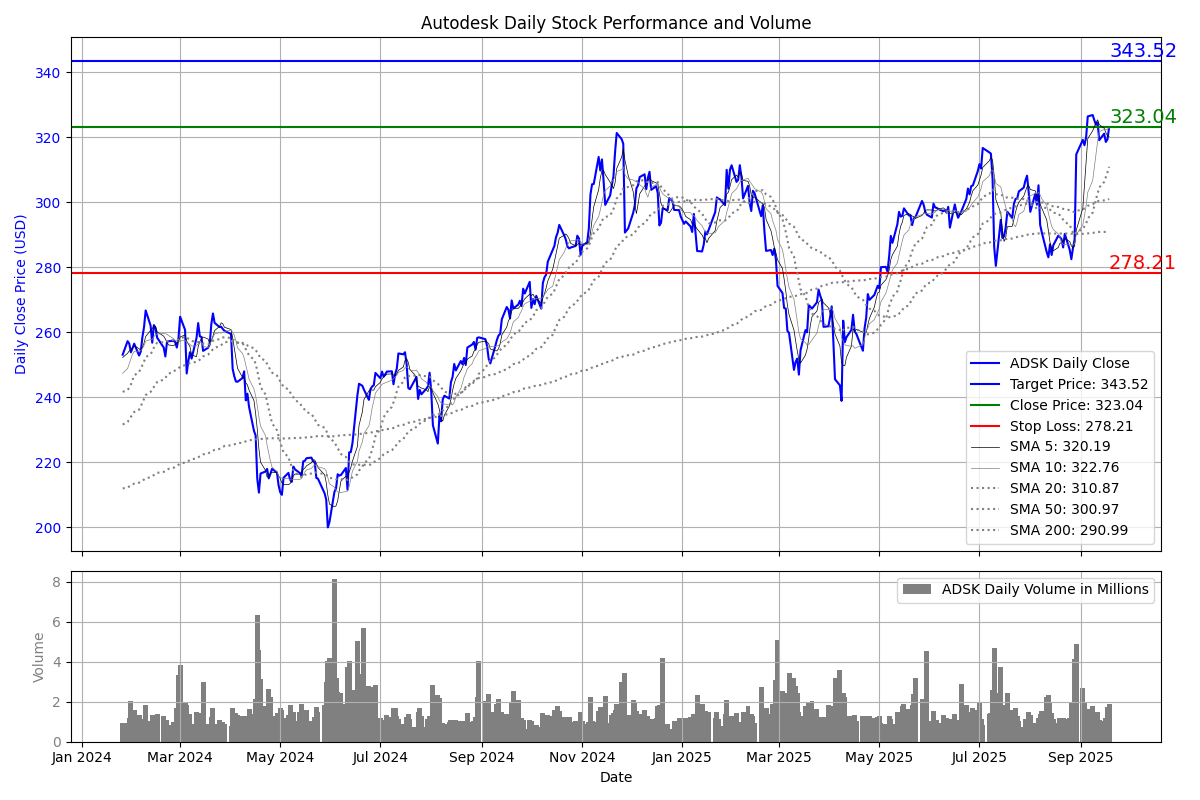 Autodesk Daily Stock Performance and Volume
343.52
340
323.04
320
300
280
278.21
260
240
220
200
Daily Close Price (USD)
ADSK Daily Close
Target Price: 343.52
Close Price: 323.04
Stop Loss: 278.21
SMA 5: 320.19
SMA 10: 322.76
SMA 20: 310.87
SMA 50: 300.97
SMA 200: 290.99
8
6
4
2
0
Volume
ADSK Daily Volume in Millions
Jan 2024 Mar 2024 May 2024 Jul 2024 Sep 2024 Nov 2024 Jan 2025 Mar 2025 May 2025 Jul 2025 Sep 2025
Date